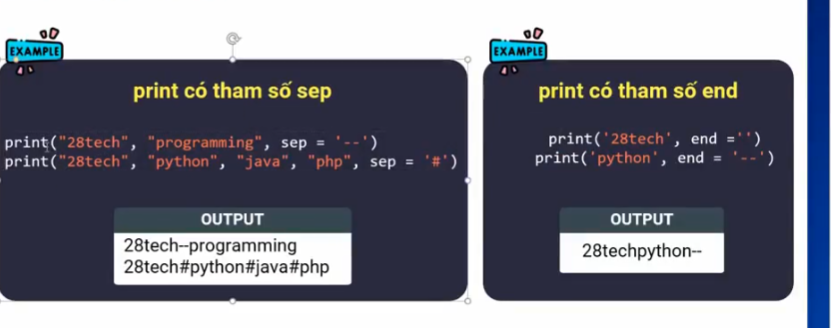 EXAMPLE
print có tham số sep
print("28tech", "programming", sep = '--')
print("28tech", "python", "java", "php", sep = '#')
OUTPUT
28tech--programming
28tech#python#java#php
EXAMPLE
print có tham số end
print('28tech', end ='')
print('python', end = '--')
OUTPUT
28techpython--